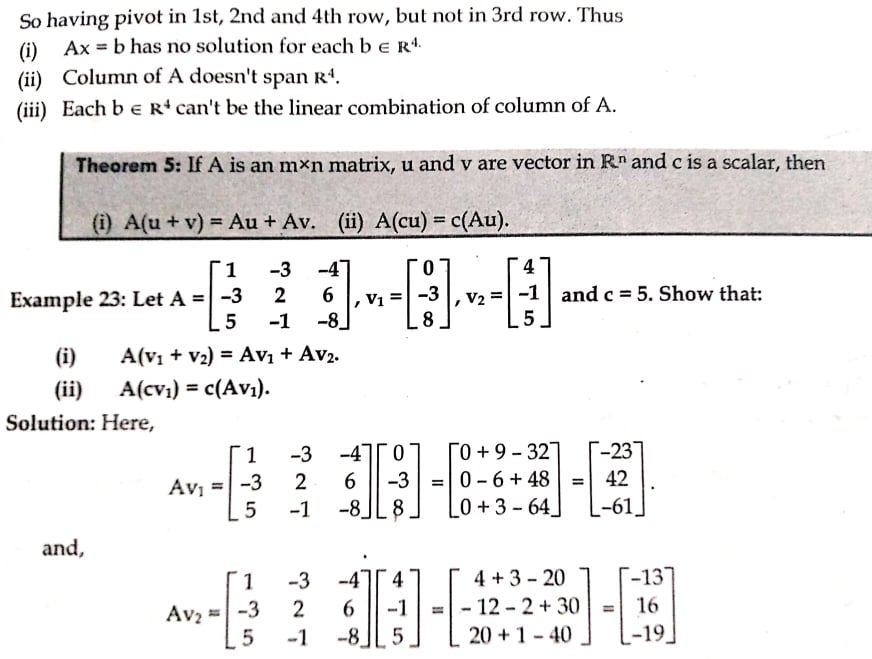 So having pivot in 1st, 2nd and 4th row, but not in 3rd row. Thus
(i) Ax = b has no solution for each b ∈ R⁴.
(ii) Column of A doesn't span R⁴.
(iii) Each b ∈ R⁴ can't be the linear combination of column of A.
Theorem 5: If A is an m×n matrix, u and v are vector in Rⁿ and c is a scalar, then
(i) A(u + v) = Au + Av. (ii) A(cu) = c(Au).
Example 23: Let A = [1 -3 -4; -3 2 6; 5 -1 -8], v₁ = [0; -3; 8], v₂ = [4; -1; 5] and c = 5. Show that:
(i) A(v₁ + v₂) = Av₁ + Av₂.
(ii) A(cv₁) = c(Av₁).
Solution: Here,
Av₁ = [1 -3 -4; -3 2 6; 5 -1 -8] [0; -3; 8] = [0 + 9 - 32; 0 - 6 + 48; 0 + 3 - 64] = [-23; 42; -61].
and,
Av₂ = [1 -3 -4; -3 2 6; 5 -1 -8] [4; -1; 5] = [4 + 3 - 20; - 12 - 2 + 30; 20 + 1 - 40] = [-13; 16; -19]